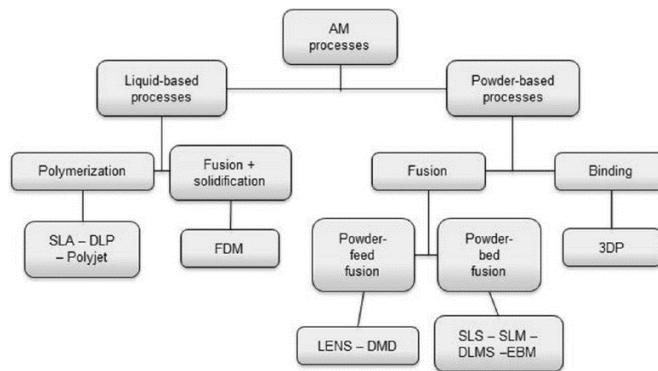 AM
processes
Liquid-based
processes
Powder-based
processes
Polymerization
Fusion +
solidification
Fusion
Binding
SLA – DLP
– Polyjet
FDM
Powder-
feed
fusion
Powder-
bed
fusion
3DP
LENS – DMD
SLS – SLM –
DLMS –EBM